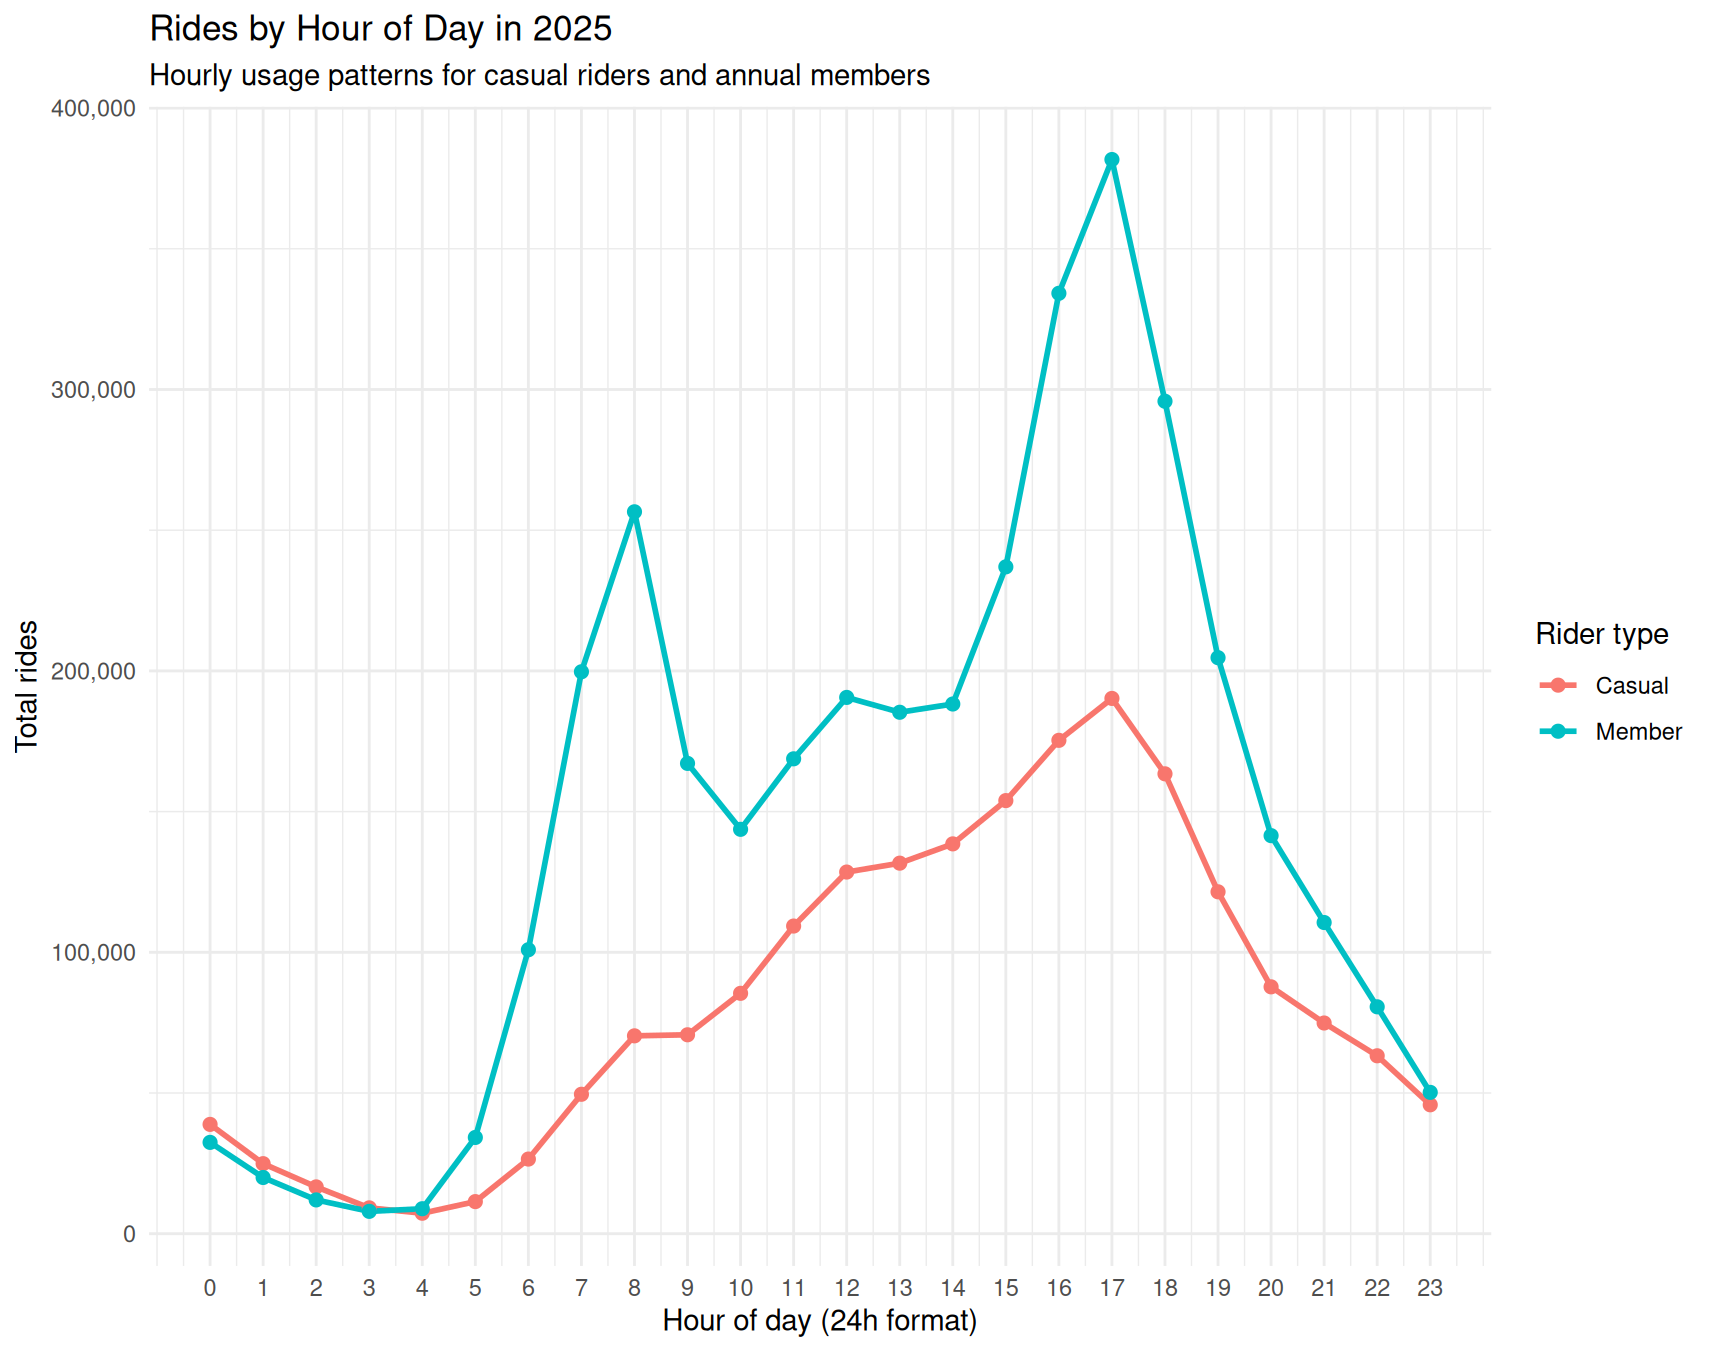 Rides by Hour of Day in 2025
Hourly usage patterns for casual riders and annual members
400,000
300,000
200,000
100,000
0
Total rides
0 1 2 3 4 5 6 7 8 9 10 11 12 13 14 15 16 17 18 19 20 21 22 23
Hour of day (24h format)
Rider type
Casual
Member